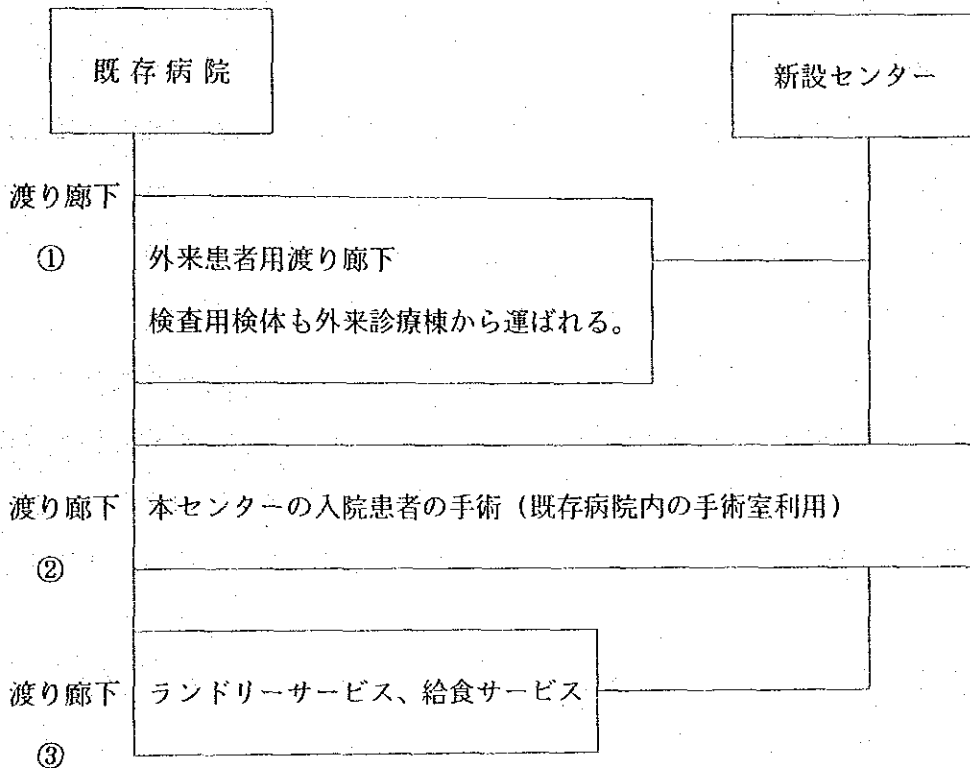 既存病院
新設センター
渡り廊下
①
外来患者用渡り廊下
検査用検体も外来診療棟から運ばれる。
渡り廊下
②
本センターの入院患者の手術（既存病院内の手術室利用）
渡り廊下
③
ランドリーサービス、給食サービス